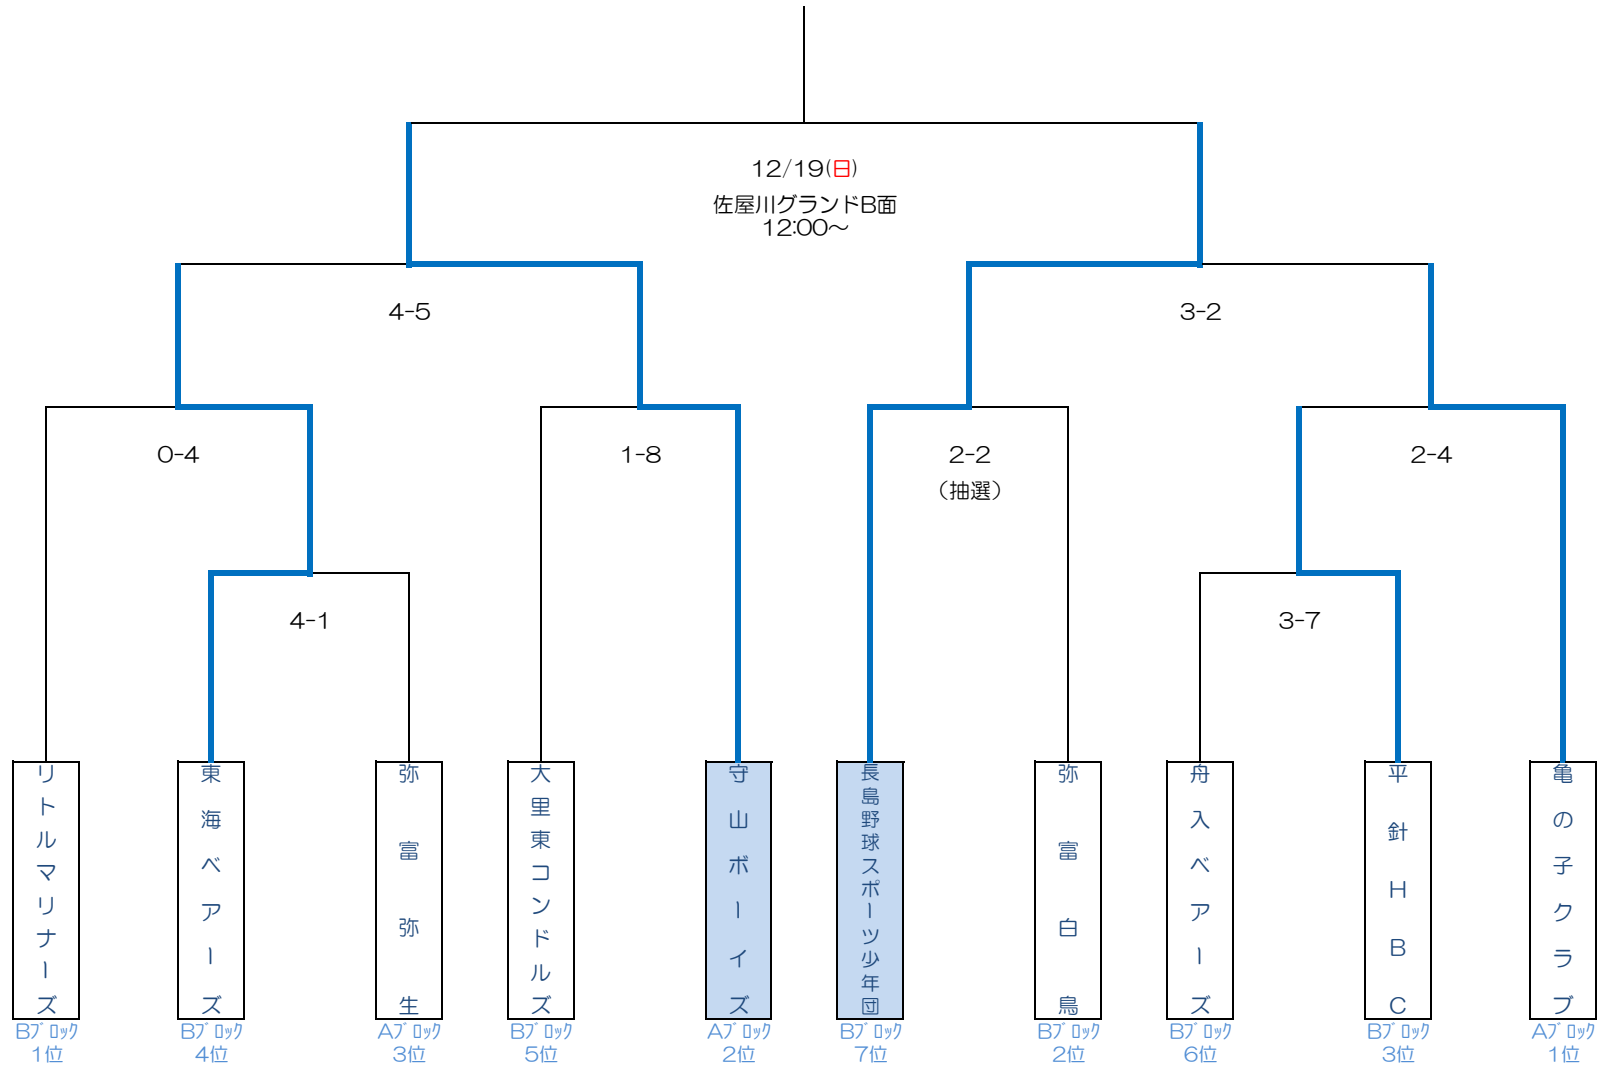 12/19(日)
佐屋川グランドB面
12:00～
4-5
3-2
0-4
1-8
2-2
（抽選）
2-4
4-1
3-7
リトルマリナーズ
東海ベアーズ
弥富弥生
大里東コンドルズ
守山ボーイズ
長島野球スポーツ少年団
弥富白鳥
舟入ベアーズ
平針HBC
亀の子クラブ
Bﾌﾞﾛｯｸ
1位
Bﾌﾞﾛｯｸ
4位
Aﾌﾞﾛｯｸ
3位
Bﾌﾞﾛｯｸ
5位
Aﾌﾞﾛｯｸ
2位
Bﾌﾞﾛｯｸ
7位
Bﾌﾞﾛｯｸ
2位
Bﾌﾞﾛｯｸ
6位
Bﾌﾞﾛｯｸ
3位
Aﾌﾞﾛｯｸ
1位